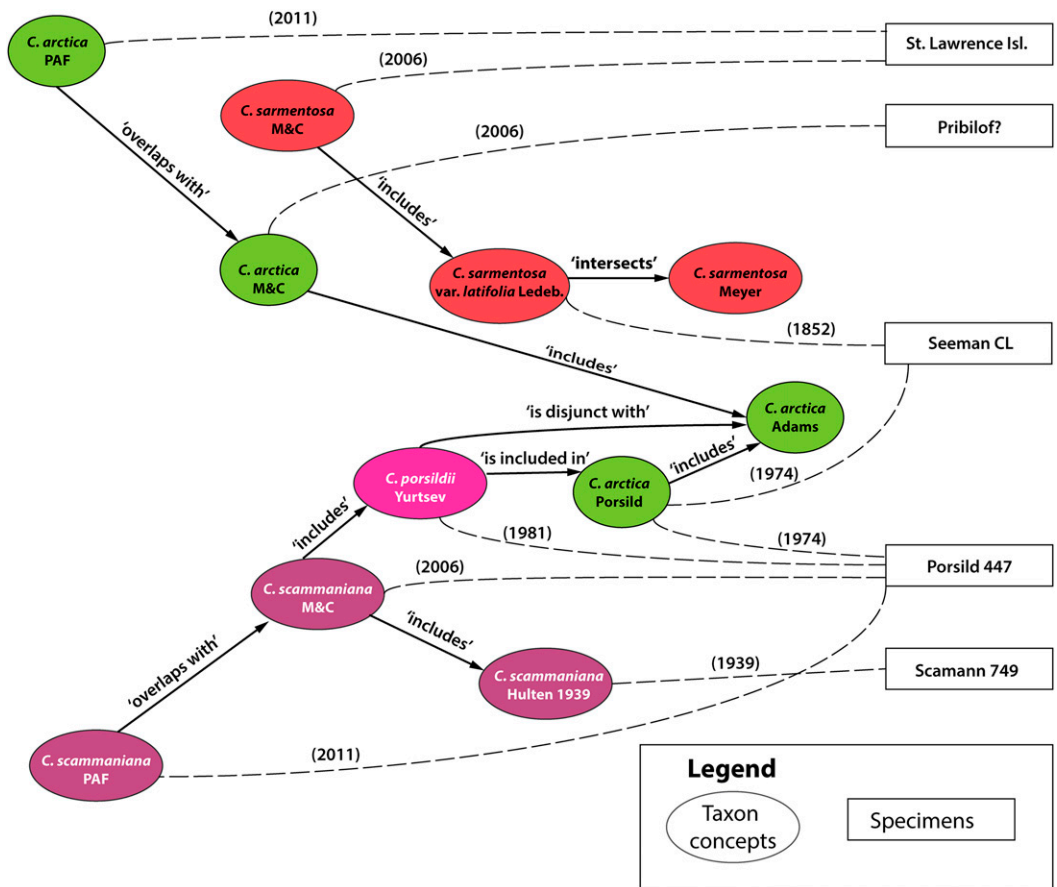 (2011)
C. arctica
PAF
St. Lawrence Isl.
(2006)
C. sarmentosa
M&C
(2006)
Pribilof?
'overlaps with'
'includes'
C. arctica
M&C
C. sarmentosa
var. latifolia Ledeb.
'intersects'
C. sarmentosa
Meyer
(1852)
Seeman CL
'includes'
'is disjunct with'
C. arctica
Adams
C. porsildii
Yurtsev
'is included in'
'includes'
C. arctica
Porsild
(1974)
'includes'
(1981)
(1974)
Porsild 447
C. scammaniana
M&C
(2006)
'includes'
'overlaps with'
C. scammaniana
Hulten 1939
(1939)
Scamann 749
C. scammaniana
PAF
(2011)
Legend
Taxon
concepts
Specimens